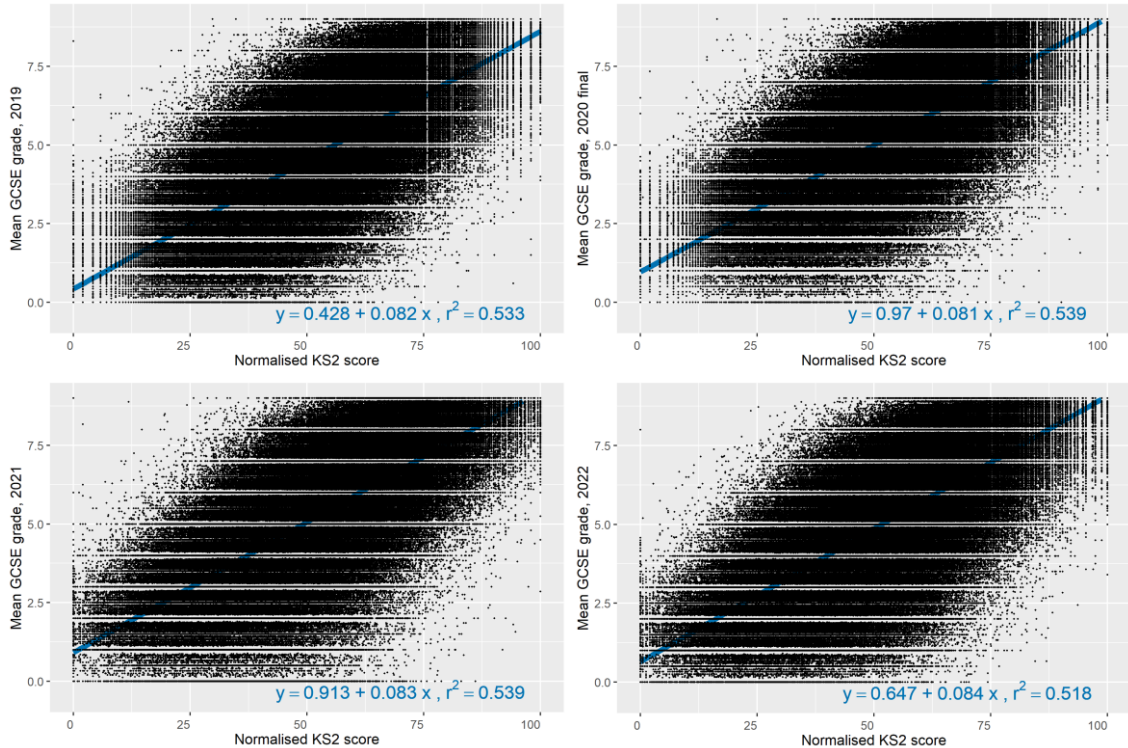 Mean GCSE grade, 2019
7.5
5.0
2.5
0.0
y = 0.428 + 0.082 x , r² = 0.533
0 25 50 75 100
Normalised KS2 score
Mean GCSE grade, 2020 final
7.5
5.0
2.5
0.0
y = 0.97 + 0.081 x , r² = 0.539
0 25 50 75 100
Normalised KS2 score
Mean GCSE grade, 2021
7.5
5.0
2.5
0.0
y = 0.913 + 0.083 x , r² = 0.539
0 25 50 75 100
Normalised KS2 score
Mean GCSE grade, 2022
7.5
5.0
2.5
0.0
y = 0.647 + 0.084 x , r² = 0.518
0 25 50 75 100
Normalised KS2 score